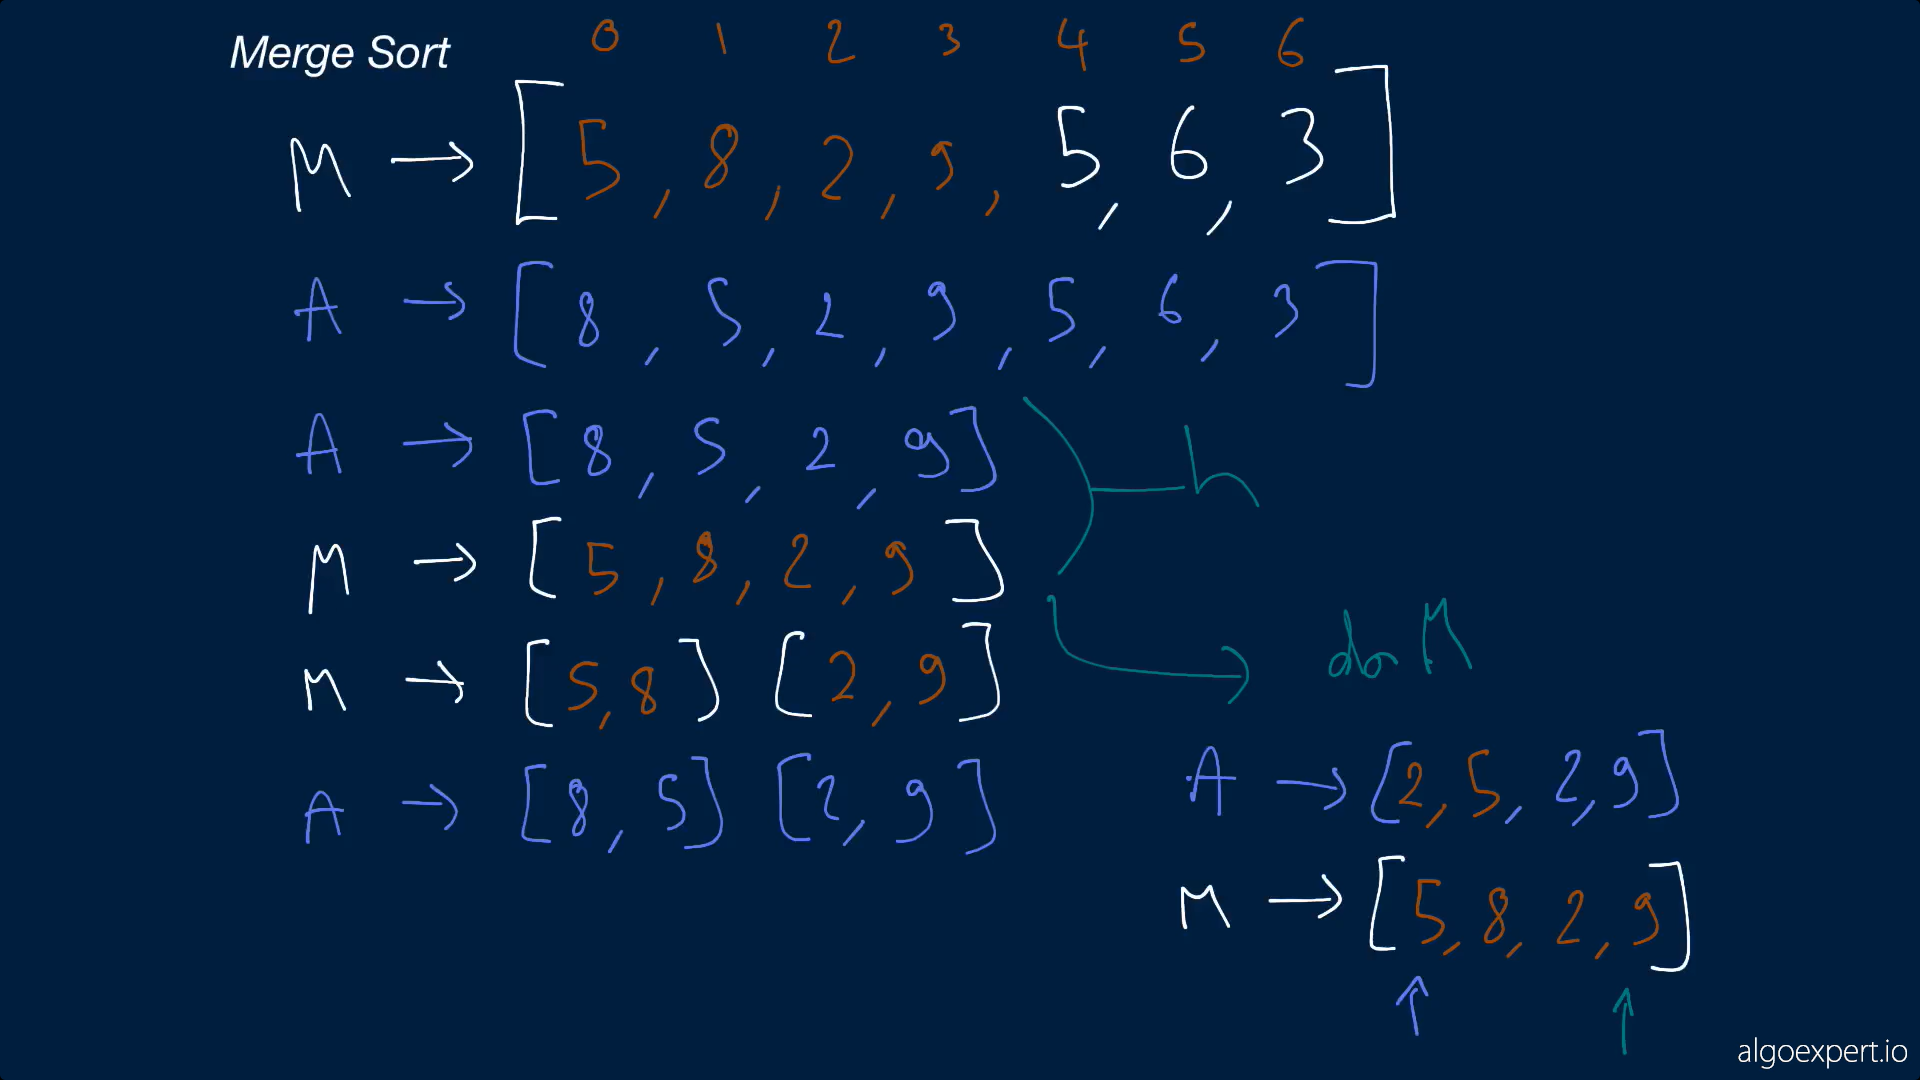 Merge Sort
0 1 2 3 4 5 6
M → [5, 8, 2, 9, 5, 6, 3]
A → [8, 5, 2, 9, 5, 6, 3]
A → [8, 5, 2, 9]
h
M → [5, 8, 2, 9]
do M
M → [5, 8] [2, 9]
A → [8, 5] [2, 9]
A → [2, 5, 2, 9]
M → [5, 8, 2, 9]
algoexpert.io